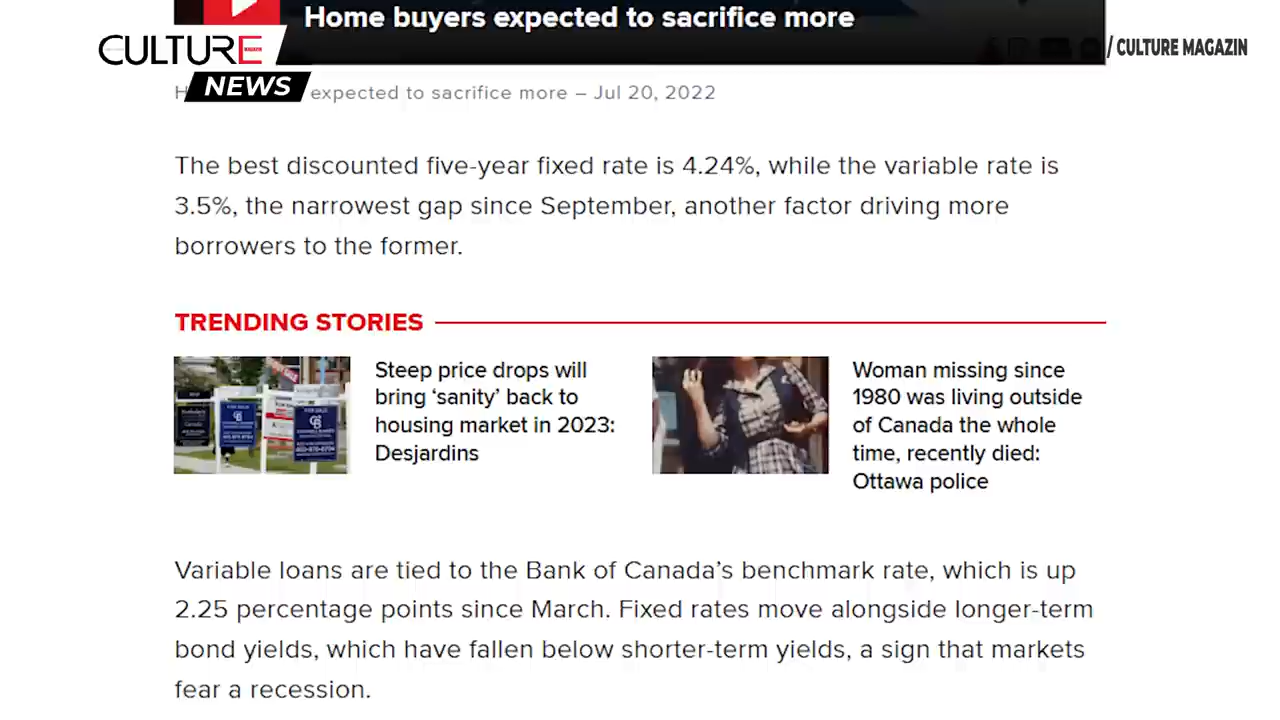 Home buyers expected to sacrifice more
CULTURE
NEWS
/ CULTURE MAGAZIN
expected to sacrifice more – Jul 20, 2022
The best discounted five-year fixed rate is 4.24%, while the variable rate is
3.5%, the narrowest gap since September, another factor driving more
borrowers to the former.
TRENDING STORIES
Steep price drops will
bring ‘sanity’ back to
housing market in 2023:
Desjardins
Woman missing since
1980 was living outside
of Canada the whole
time, recently died:
Ottawa police
Variable loans are tied to the Bank of Canada’s benchmark rate, which is up
2.25 percentage points since March. Fixed rates move alongside longer-term
bond yields, which have fallen below shorter-term yields, a sign that markets
fear a recession.